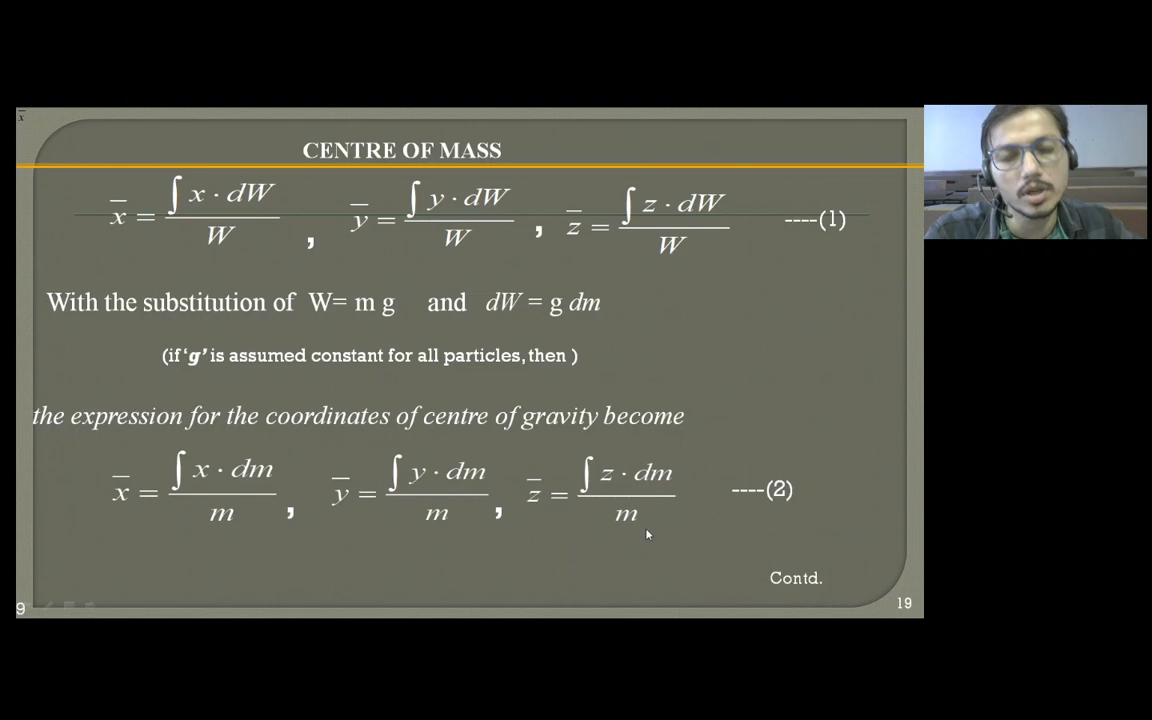 x̄
CENTRE OF MASS
x̄ = ∫ x · dW / W , ȳ = ∫ y · dW / W , z̄ = ∫ z · dW / W ----(1)
With the substitution of W= m g and dW = g dm
(if ‘g’ is assumed constant for all particles, then )
the expression for the coordinates of centre of gravity become
x̄ = ∫ x · dm / m , ȳ = ∫ y · dm / m , z̄ = ∫ z · dm / m ----(2)
Contd.
9
19